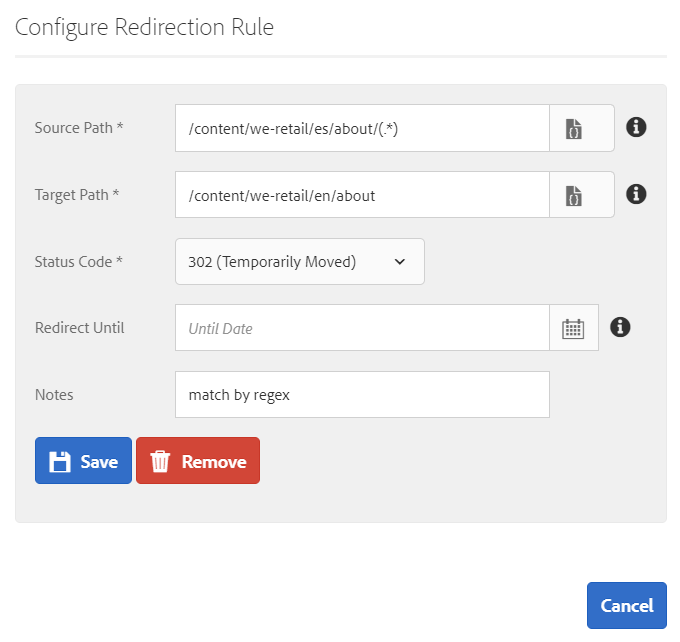 Configure Redirection Rule
Source Path * /content/we-retail/es/about/(.*)
Target Path * /content/we-retail/en/about
Status Code * 302 (Temporarily Moved)
Redirect Until Until Date
Notes match by regex
Save Remove
Cancel